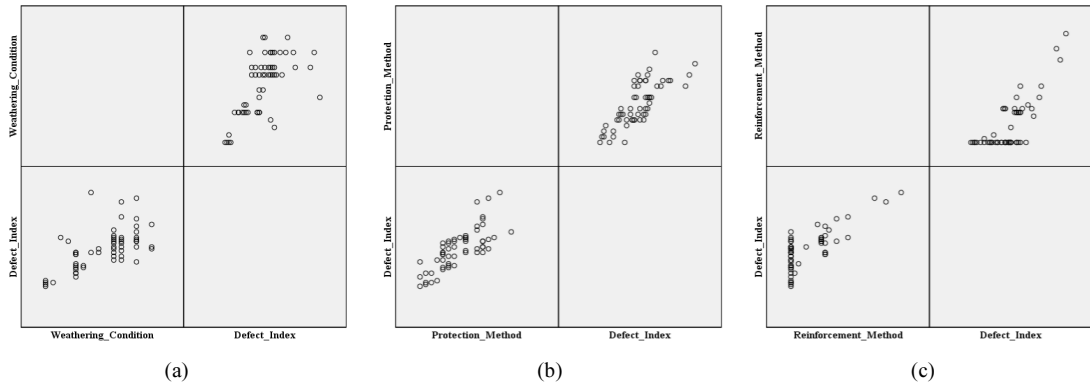 Weathering_Condition
Defect_Index
Weathering_Condition
Defect_Index
Protection_Method
Defect_Index
Protection_Method
Defect_Index
Reinforcement_Method
Defect_Index
Reinforcement_Method
Defect_Index
(a)
(b)
(c)